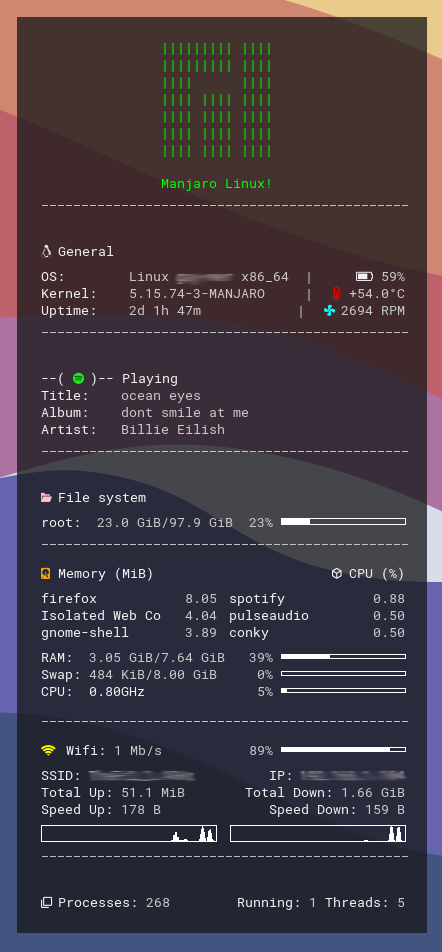 ||||||||| ||||
||||||||| ||||
||||      ||||
|||| |||| ||||
|||| |||| ||||
|||| |||| ||||
|||| |||| ||||
Manjaro Linux!
General
OS: Linux x86_64 | 59%
Kernel: 5.15.74-3-MANJARO | +54.0°C
Uptime: 2d 1h 47m | 2694 RPM
--( )-- Playing
Title: ocean eyes
Album: dont smile at me
Artist: Billie Eilish
File system
root: 23.0 GiB/97.9 GiB 23%
Memory (MiB) CPU (%)
firefox 8.05 spotify 0.88
Isolated Web Co 4.04 pulseaudio 0.50
gnome-shell 3.89 conky 0.50
RAM: 3.05 GiB/7.64 GiB 39%
Swap: 484 KiB/8.00 GiB 0%
CPU: 0.80GHz 5%
Wifi: 1 Mb/s 89%
SSID: IP:
Total Up: 51.1 MiB Total Down: 1.66 GiB
Speed Up: 178 B Speed Down: 159 B
Processes: 268 Running: 1 Threads: 5